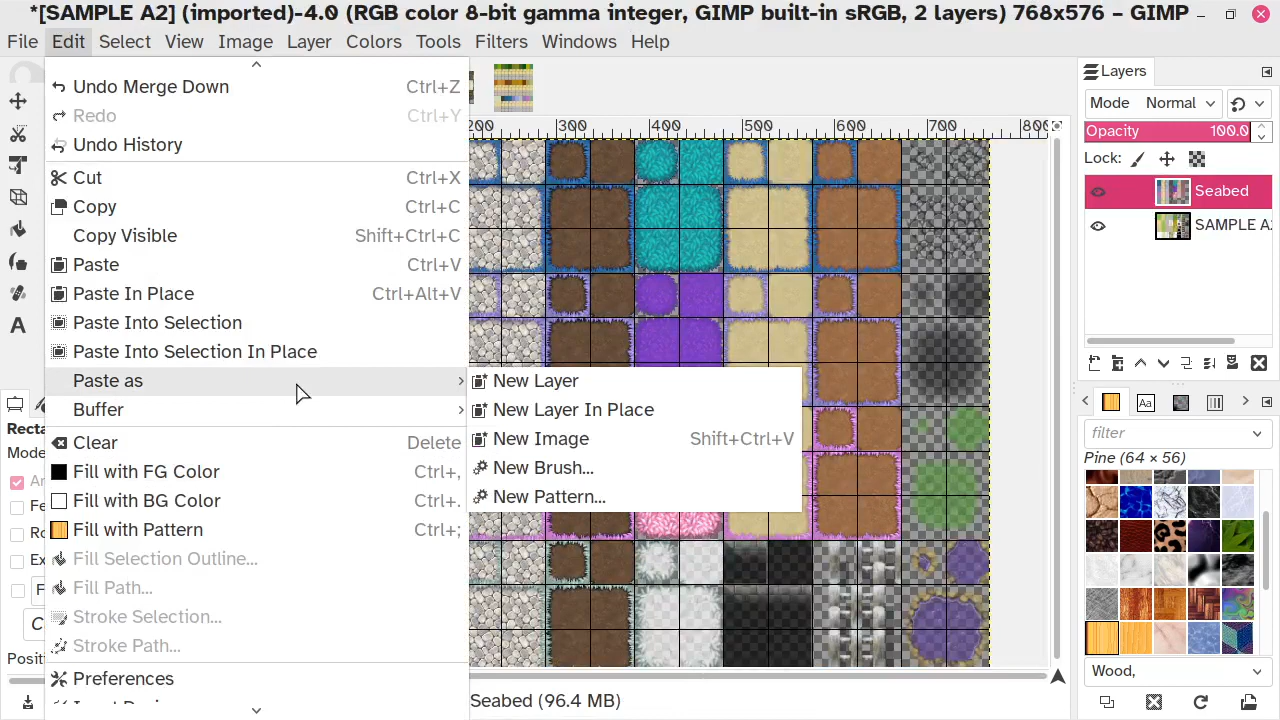 *[SAMPLE A2] (imported)-4.0 (RGB color 8-bit gamma integer, GIMP built-in sRGB, 2 layers) 768x576 – GIMP
File Edit Select View Image Layer Colors Tools Filters Windows Help
Undo Merge Down Ctrl+Z
Redo Ctrl+Y
Undo History
Cut Ctrl+X
Copy Ctrl+C
Copy Visible Shift+Ctrl+C
Paste Ctrl+V
Paste In Place Ctrl+Alt+V
Paste Into Selection
Paste Into Selection In Place
Paste as
Buffer
Clear Delete
Fill with FG Color Ctrl+,
Fill with BG Color Ctrl+.
Fill with Pattern Ctrl+;
Fill Selection Outline...
Fill Path...
Stroke Selection...
Stroke Path...
Preferences
New Layer
New Layer In Place
New Image Shift+Ctrl+V
New Brush...
New Pattern...
200 300 400 500 600 700 800
Recta
Mode
Posit
Seabed (96.4 MB)
Layers
Mode Normal
Opacity 100.0
Lock:
Seabed
SAMPLE A2
filter
Pine (64 × 56)
Wood,